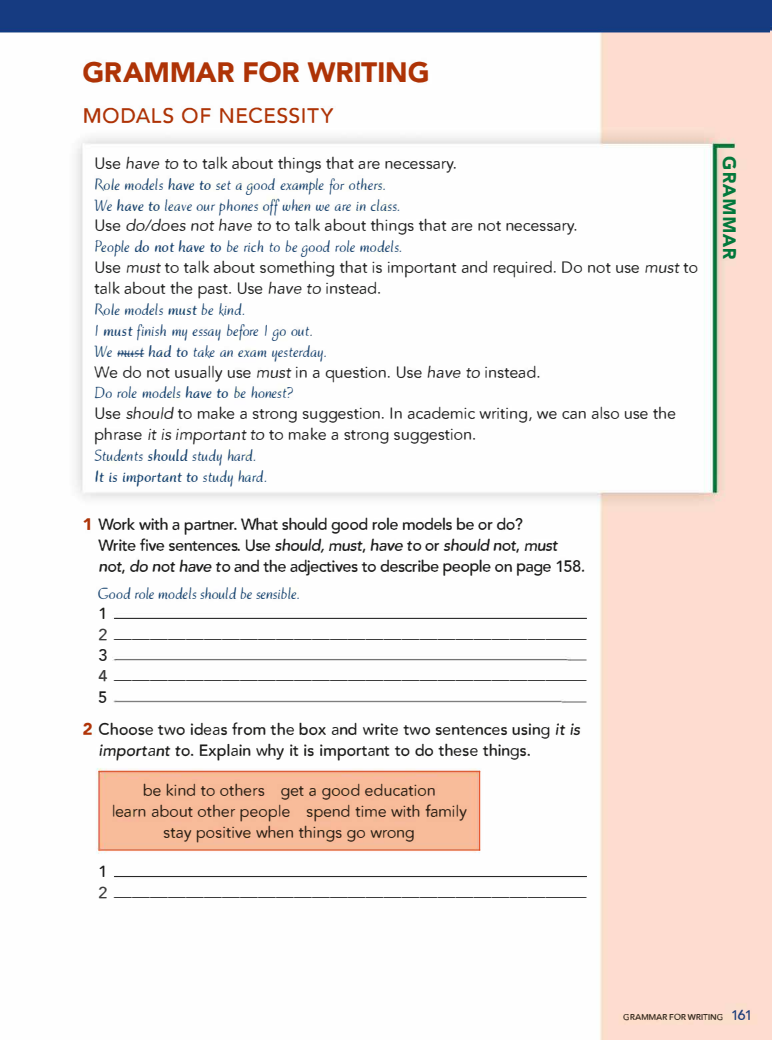 GRAMMAR FOR WRITING
MODALS OF NECESSITY
GRAMMAR
Use have to to talk about things that are necessary.
Role models have to set a good example for others.
We have to leave our phones off when we are in class.
Use do/does not have to to talk about things that are not necessary.
People do not have to be rich to be good role models.
Use must to talk about something that is important and required. Do not use must to
talk about the past. Use have to instead.
Role models must be kind.
I must finish my essay before I go out.
We must had to take an exam yesterday.
We do not usually use must in a question. Use have to instead.
Do role models have to be honest?
Use should to make a strong suggestion. In academic writing, we can also use the
phrase it is important to to make a strong suggestion.
Students should study hard.
It is important to study hard.
1 Work with a partner. What should good role models be or do?
Write five sentences. Use should, must, have to or should not, must
not, do not have to and the adjectives to describe people on page 158.
Good role models should be sensible.
1
2
3
4
5
2 Choose two ideas from the box and write two sentences using it is
important to. Explain why it is important to do these things.
be kind to others get a good education
learn about other people spend time with family
stay positive when things go wrong
1
2
GRAMMAR FOR WRITING 161